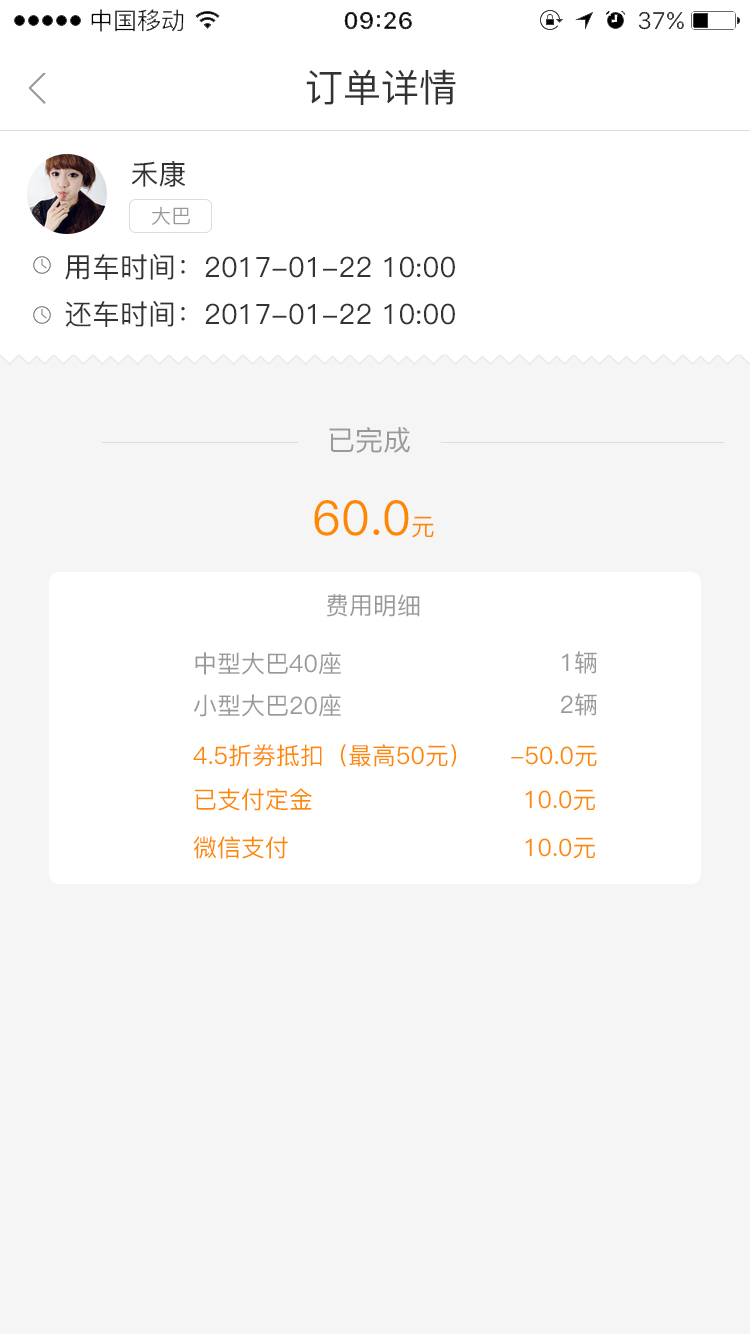 中国移动 09:26 37%
订单详情
禾康
大巴
用车时间：2017-01-22 10:00
还车时间：2017-01-22 10:00
已完成
60.0元
费用明细
中型大巴40座 1辆
小型大巴20座 2辆
4.5折券抵扣（最高50元） -50.0元
已支付定金 10.0元
微信支付 10.0元